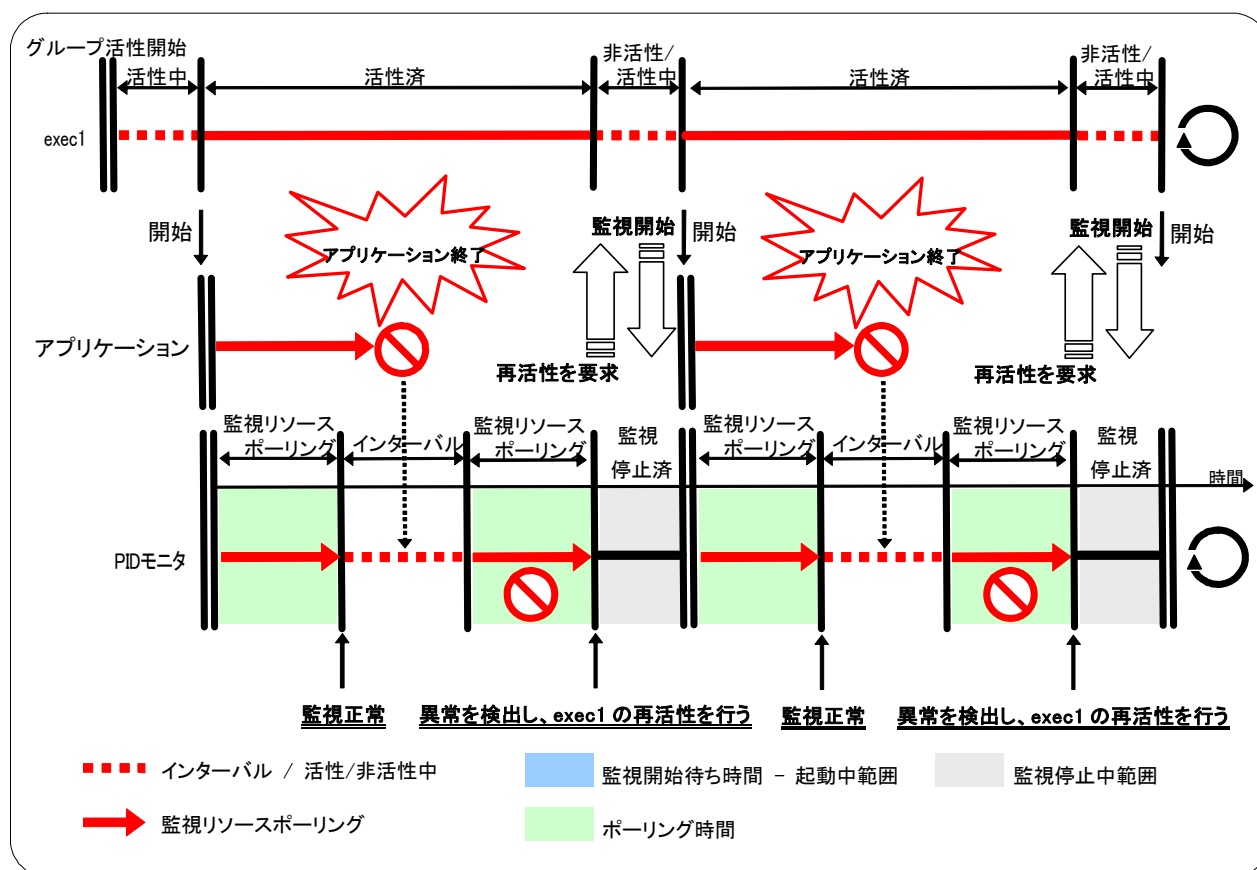 グループ活性開始
活性中
活性済
非活性/
活性中
活性済
非活性/
活性中
exec1
開始
アプリケーション終了
監視開始
開始
アプリケーション終了
監視開始
開始
アプリケーション
再活性を要求
再活性を要求
監視リソース
ポーリング
インターバル
監視リソース
ポーリング
監視
停止済
監視リソース
ポーリング
インターバル
監視リソース
ポーリング
監視
停止済
時間
PIDモニタ
監視正常
異常を検出し、exec1 の再活性を行う
監視正常
異常を検出し、exec1 の再活性を行う
インターバル / 活性/非活性中
監視開始待ち時間 – 起動中範囲
監視停止中範囲
監視リソースポーリング
ポーリング時間